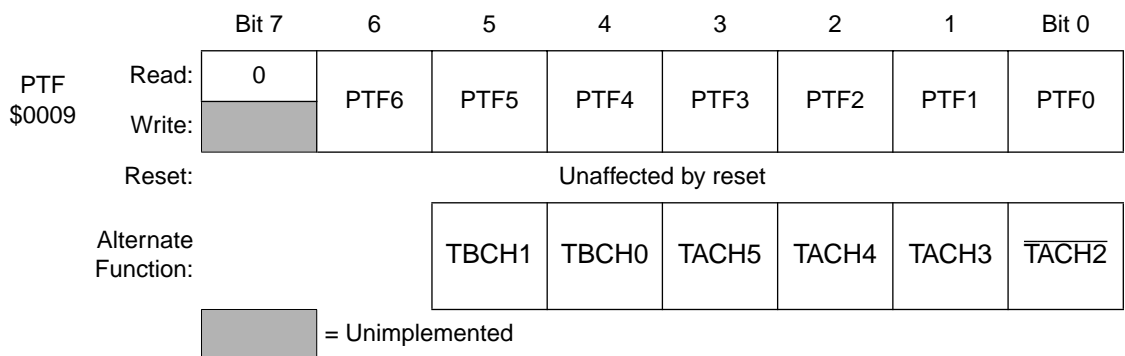 Bit 7 6 5 4 3 2 1 Bit 0
PTF
$0009
Read: 0
Write:
PTF6 PTF5 PTF4 PTF3 PTF2 PTF1 PTF0
Reset: Unaffected by reset
Alternate
Function:
TBCH1 TBCH0 TACH5 TACH4 TACH3 T̅A̅C̅H̅2̅
= Unimplemented